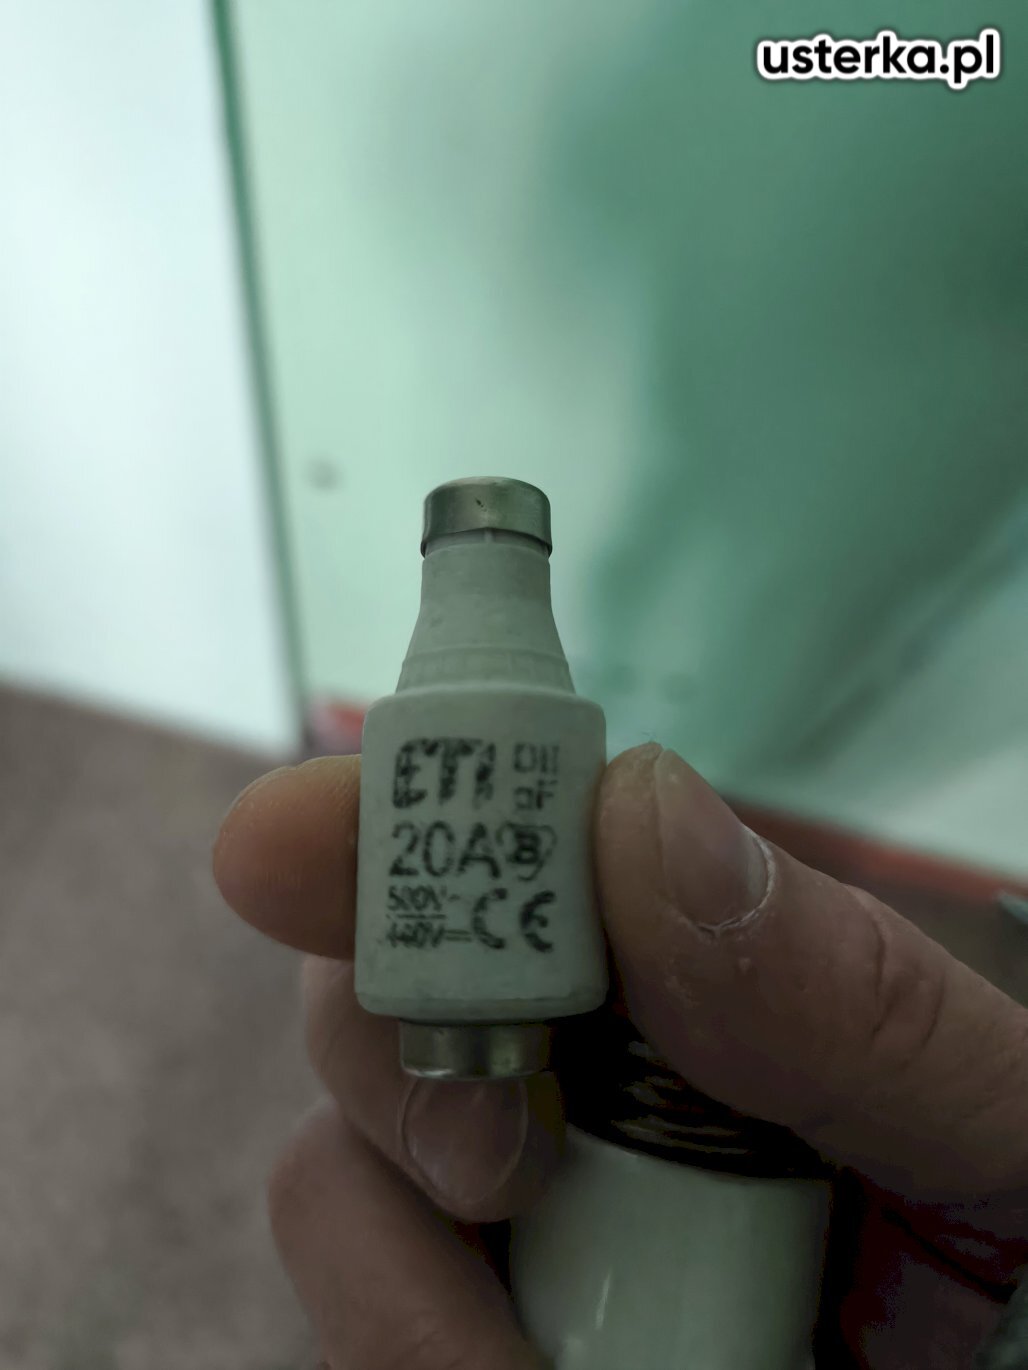 usterka.pl
ETI DII
gF
20A B
500V~
440V= CE